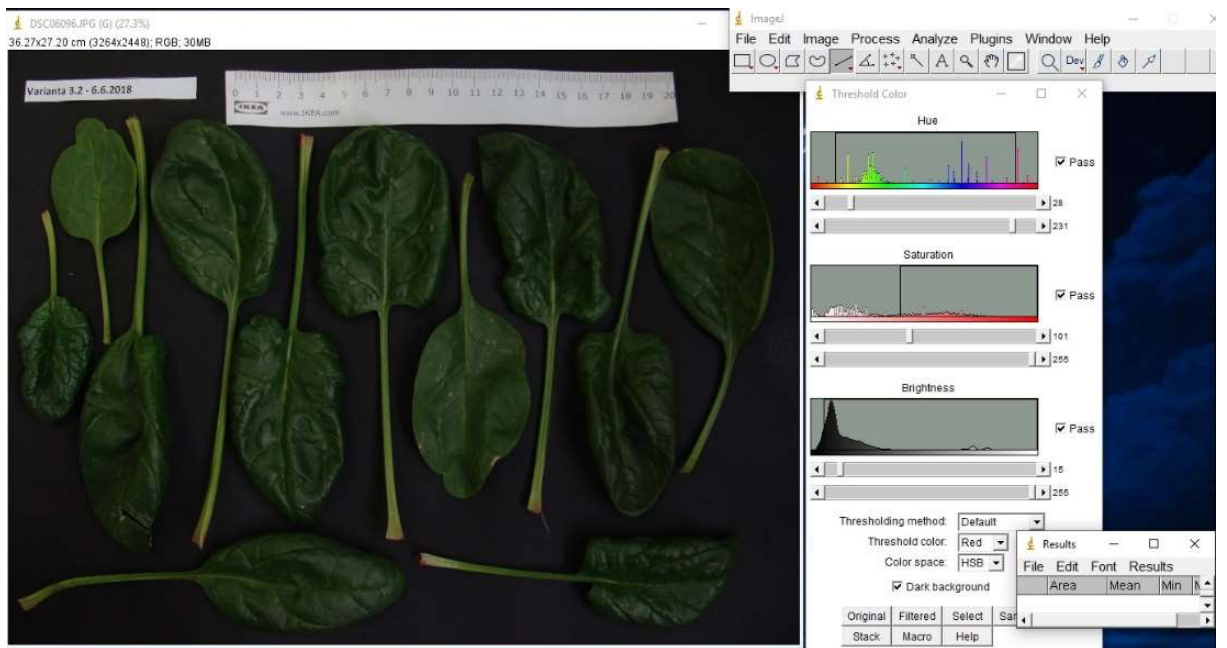 DSC06096.JPG (G) (27.3%)
36.27x27.20 cm (3264x2448); RGB; 30MB
Varianta 3.2 - 6.6.2018
0 1 2 3 4 5 6 7 8 9 10 11 12 13 14 15 16 17 18 19 20
IKEA
www.IKEA.com
ImageJ
File Edit Image Process Analyze Plugins Window Help
A Dev
Threshold Color
Hue
Pass
28
231
Saturation
Pass
101
255
Brightness
Pass
15
255
Thresholding method: Default
Threshold color: Red
Color space: HSB
Dark background
Original Filtered Select
Stack Macro Help
Results
File Edit Font Results
Area Mean Min